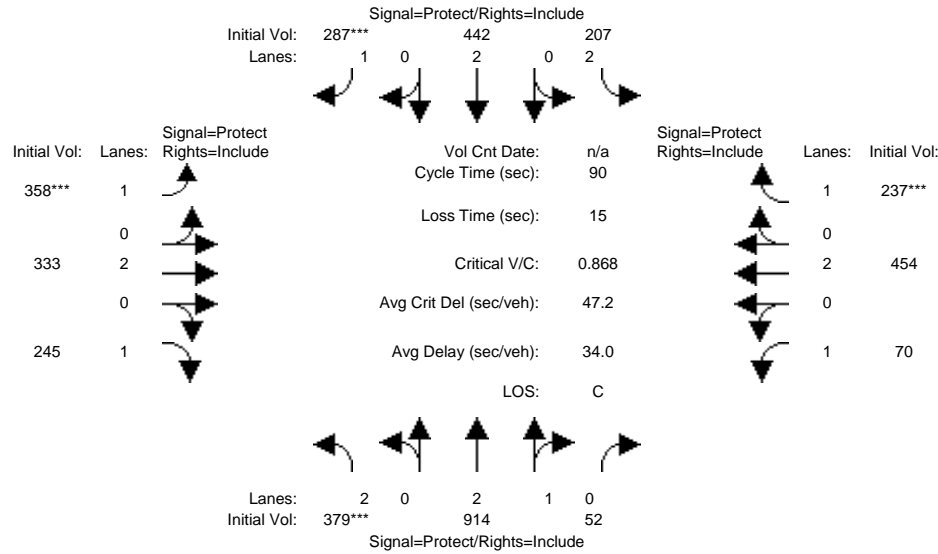 Signal=Protect/Rights=Include
Initial Vol: 287*** 442 207
Lanes: 1 0 2 0 2
Signal=Protect
Initial Vol: Lanes: Rights=Include
Vol Cnt Date: n/a
Signal=Protect
Rights=Include Lanes: Initial Vol:
Cycle Time (sec): 90
358*** 1
1 237***
Loss Time (sec): 15
0
0
333 2
Critical V/C: 0.868
2 454
0
Avg Crit Del (sec/veh): 47.2
0
245 1
Avg Delay (sec/veh): 34.0
1 70
LOS: C
Lanes: 2 0 2 1 0
Initial Vol: 379*** 914 52
Signal=Protect/Rights=Include